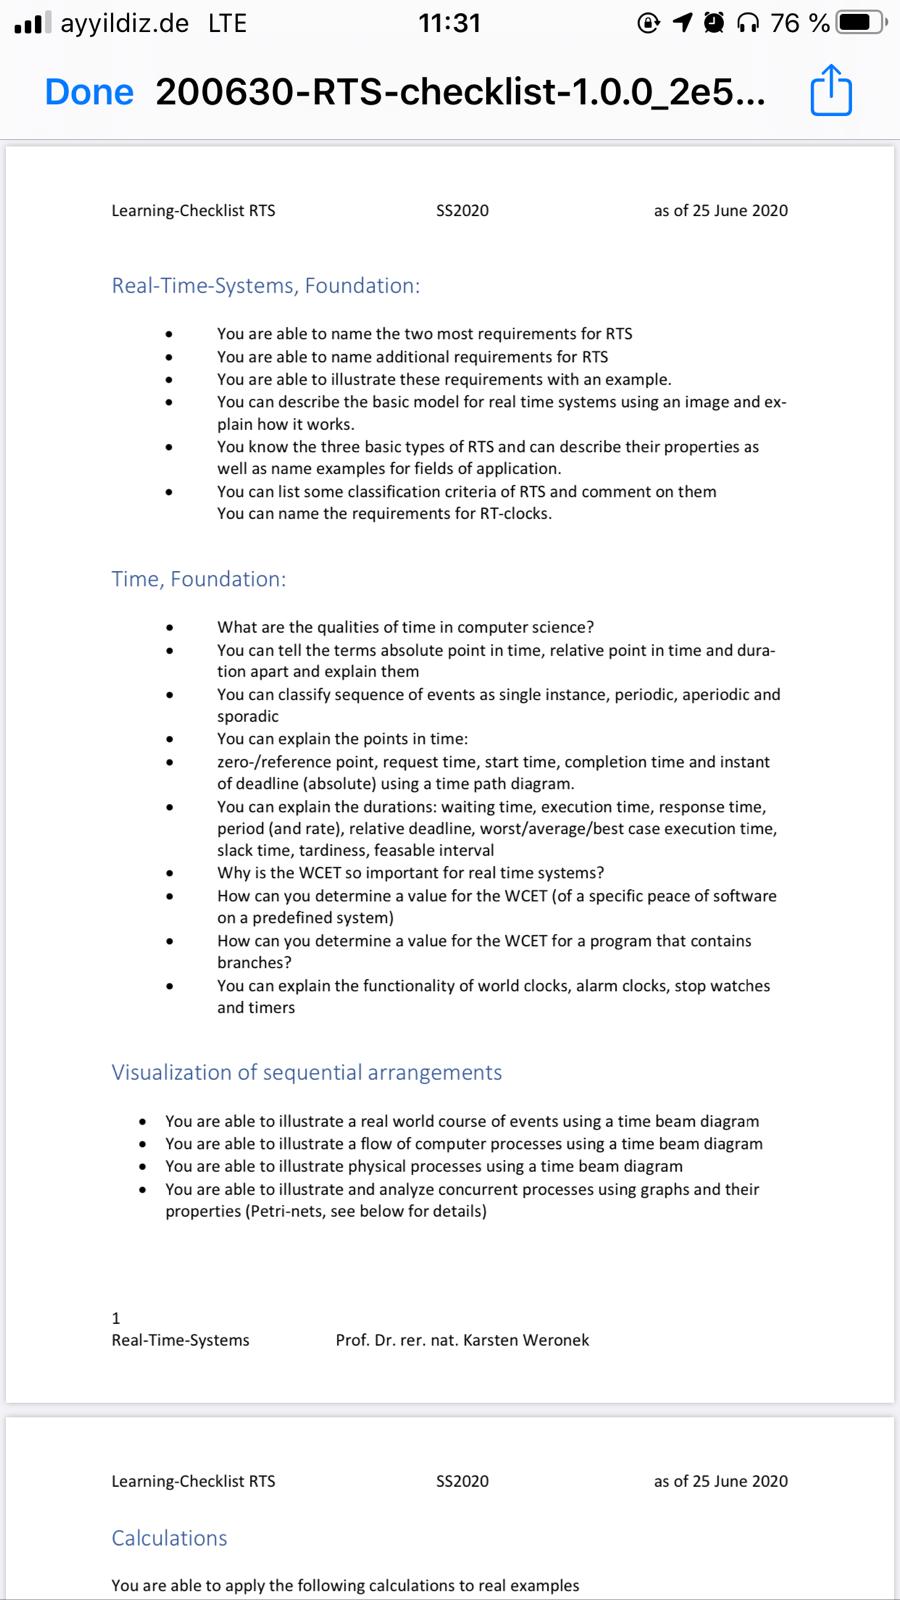 ayyildiz.de LTE 11:31 76 %
Done 200630-RTS-checklist-1.0.0_2e5...
Learning-Checklist RTS SS2020 as of 25 June 2020
Real-Time-Systems, Foundation:
• You are able to name the two most requirements for RTS
• You are able to name additional requirements for RTS
• You are able to illustrate these requirements with an example.
• You can describe the basic model for real time systems using an image and ex-
plain how it works.
• You know the three basic types of RTS and can describe their properties as
well as name examples for fields of application.
• You can list some classification criteria of RTS and comment on them
You can name the requirements for RT-clocks.
Time, Foundation:
• What are the qualities of time in computer science?
• You can tell the terms absolute point in time, relative point in time and dura-
tion apart and explain them
• You can classify sequence of events as single instance, periodic, aperiodic and
sporadic
• You can explain the points in time:
• zero-/reference point, request time, start time, completion time and instant
of deadline (absolute) using a time path diagram.
• You can explain the durations: waiting time, execution time, response time,
period (and rate), relative deadline, worst/average/best case execution time,
slack time, tardiness, feasable interval
• Why is the WCET so important for real time systems?
• How can you determine a value for the WCET (of a specific peace of software
on a predefined system)
• How can you determine a value for the WCET for a program that contains
branches?
• You can explain the functionality of world clocks, alarm clocks, stop watches
and timers
Visualization of sequential arrangements
• You are able to illustrate a real world course of events using a time beam diagram
• You are able to illustrate a flow of computer processes using a time beam diagram
• You are able to illustrate physical processes using a time beam diagram
• You are able to illustrate and analyze concurrent processes using graphs and their
properties (Petri-nets, see below for details)
1
Real-Time-Systems Prof. Dr. rer. nat. Karsten Weronek
Learning-Checklist RTS SS2020 as of 25 June 2020
Calculations
You are able to apply the following calculations to real examples